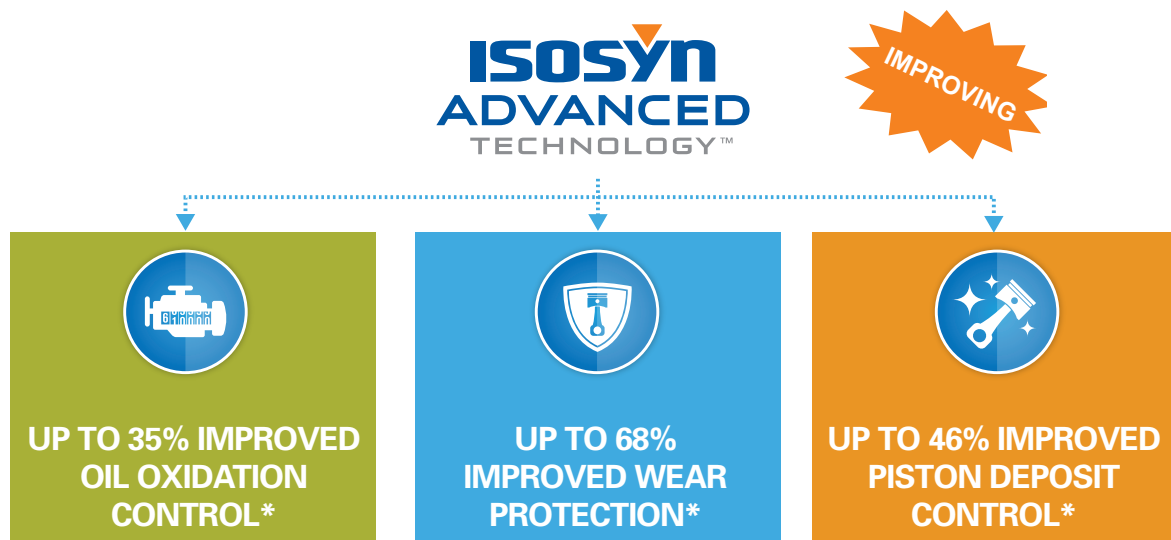 ISOSYN
ADVANCED
TECHNOLOGY™
IMPROVING
UP TO 35% IMPROVED
OIL OXIDATION
CONTROL*
UP TO 68%
IMPROVED WEAR
PROTECTION*
UP TO 46% IMPROVED
PISTON DEPOSIT
CONTROL*